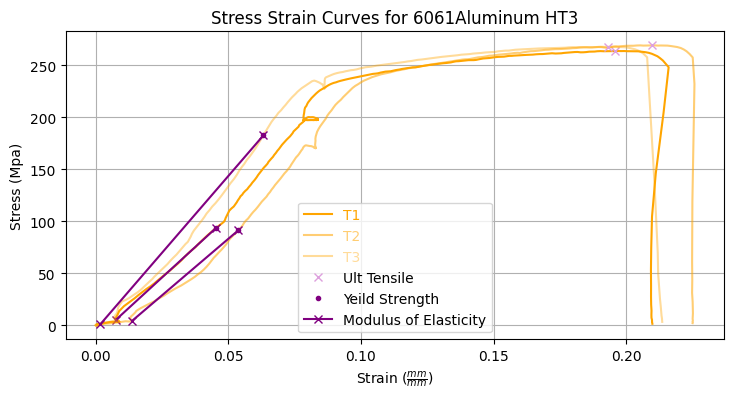 Stress Strain Curves for 6061Aluminum HT3
Stress (Mpa)
250
200
150
100
50
0
T1
T2
T3
Ult Tensile
Yeild Strength
Modulus of Elasticity
0.00 0.05 0.10 0.15 0.20
Strain (mm/mm)